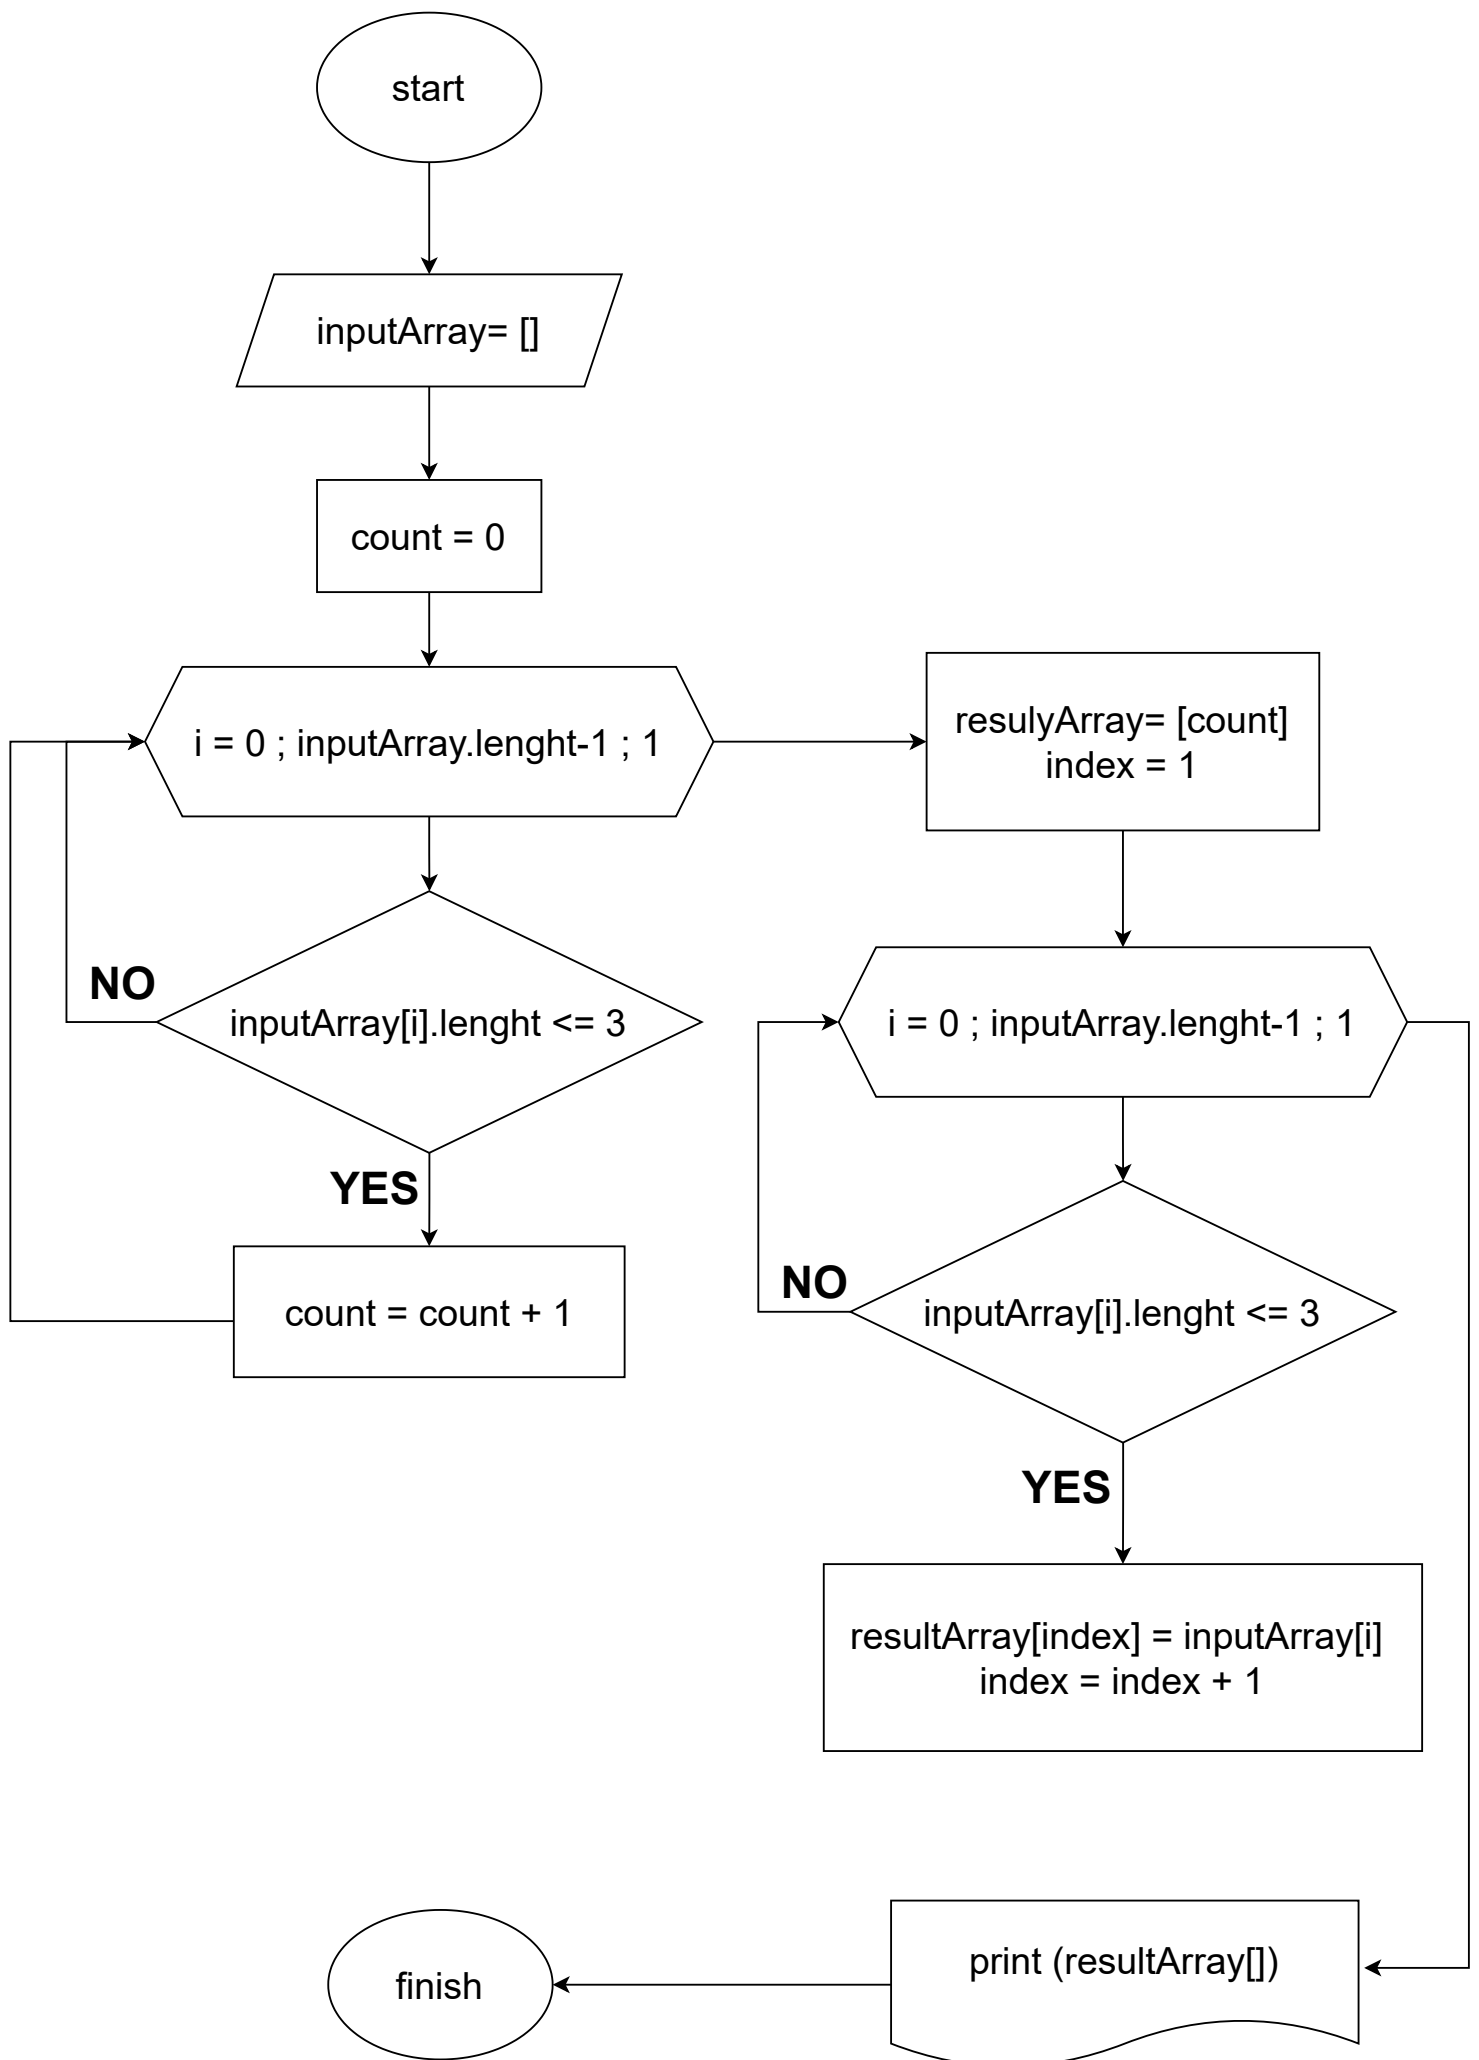 start
inputArray= []
count = 0
i = 0 ; inputArray.lenght-1 ; 1
inputArray[i].lenght <= 3
NO
YES
count = count + 1
resulyArray= [count]
index = 1
i = 0 ; inputArray.lenght-1 ; 1
inputArray[i].lenght <= 3
NO
YES
resultArray[index] = inputArray[i]
index = index + 1
print (resultArray[])
finish